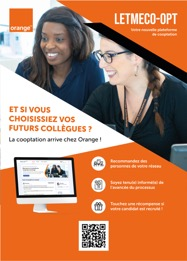 orange™
LETMECO-OPT
Votre nouvelle plateforme
de cooptation
ET SI VOUS
CHOISISSIEZ VOS
FUTURS COLLÈGUES ?
La cooptation arrive chez Orange !
Recommandez des
personnes de votre réseau
Soyez tenu(e) informé(e) de
l'avancée du processus
Touchez une récompense si
votre candidat est recruté !